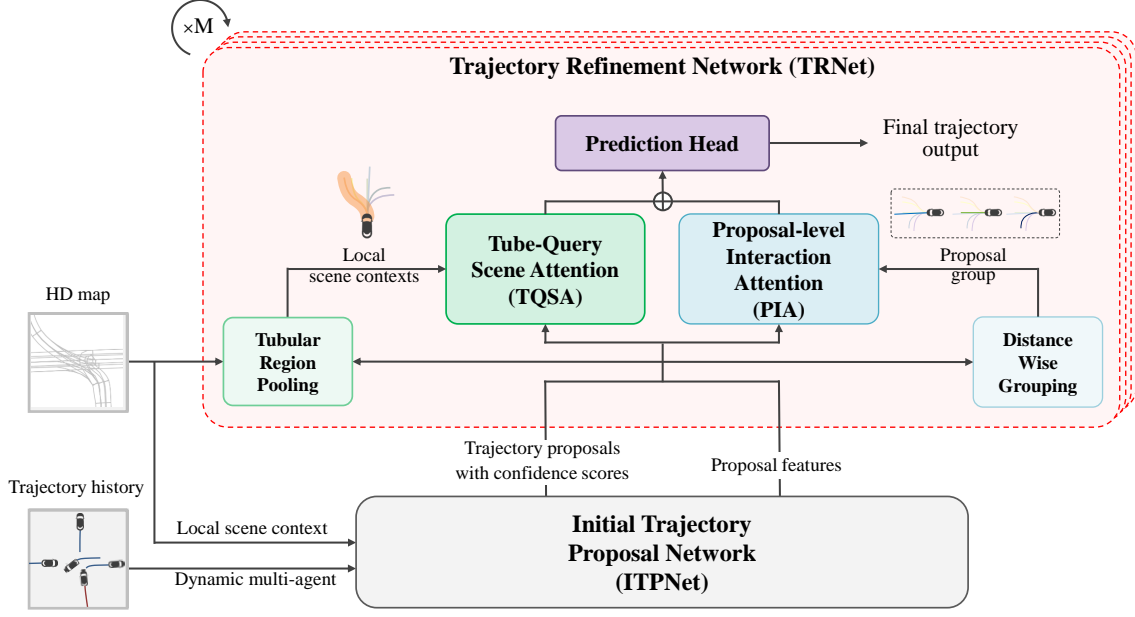 ×M
Trajectory Refinement Network (TRNet)
Prediction Head
Final trajectory
output
Local
scene contexts
Tube-Query
Scene Attention
(TQSA)
Proposal-level
Interaction
Attention
(PIA)
Proposal
group
HD map
Tubular
Region
Pooling
Distance
Wise
Grouping
Trajectory proposals
with confidence scores
Proposal features
Trajectory history
Local scene context
Dynamic multi-agent
Initial Trajectory
Proposal Network
(ITPNet)